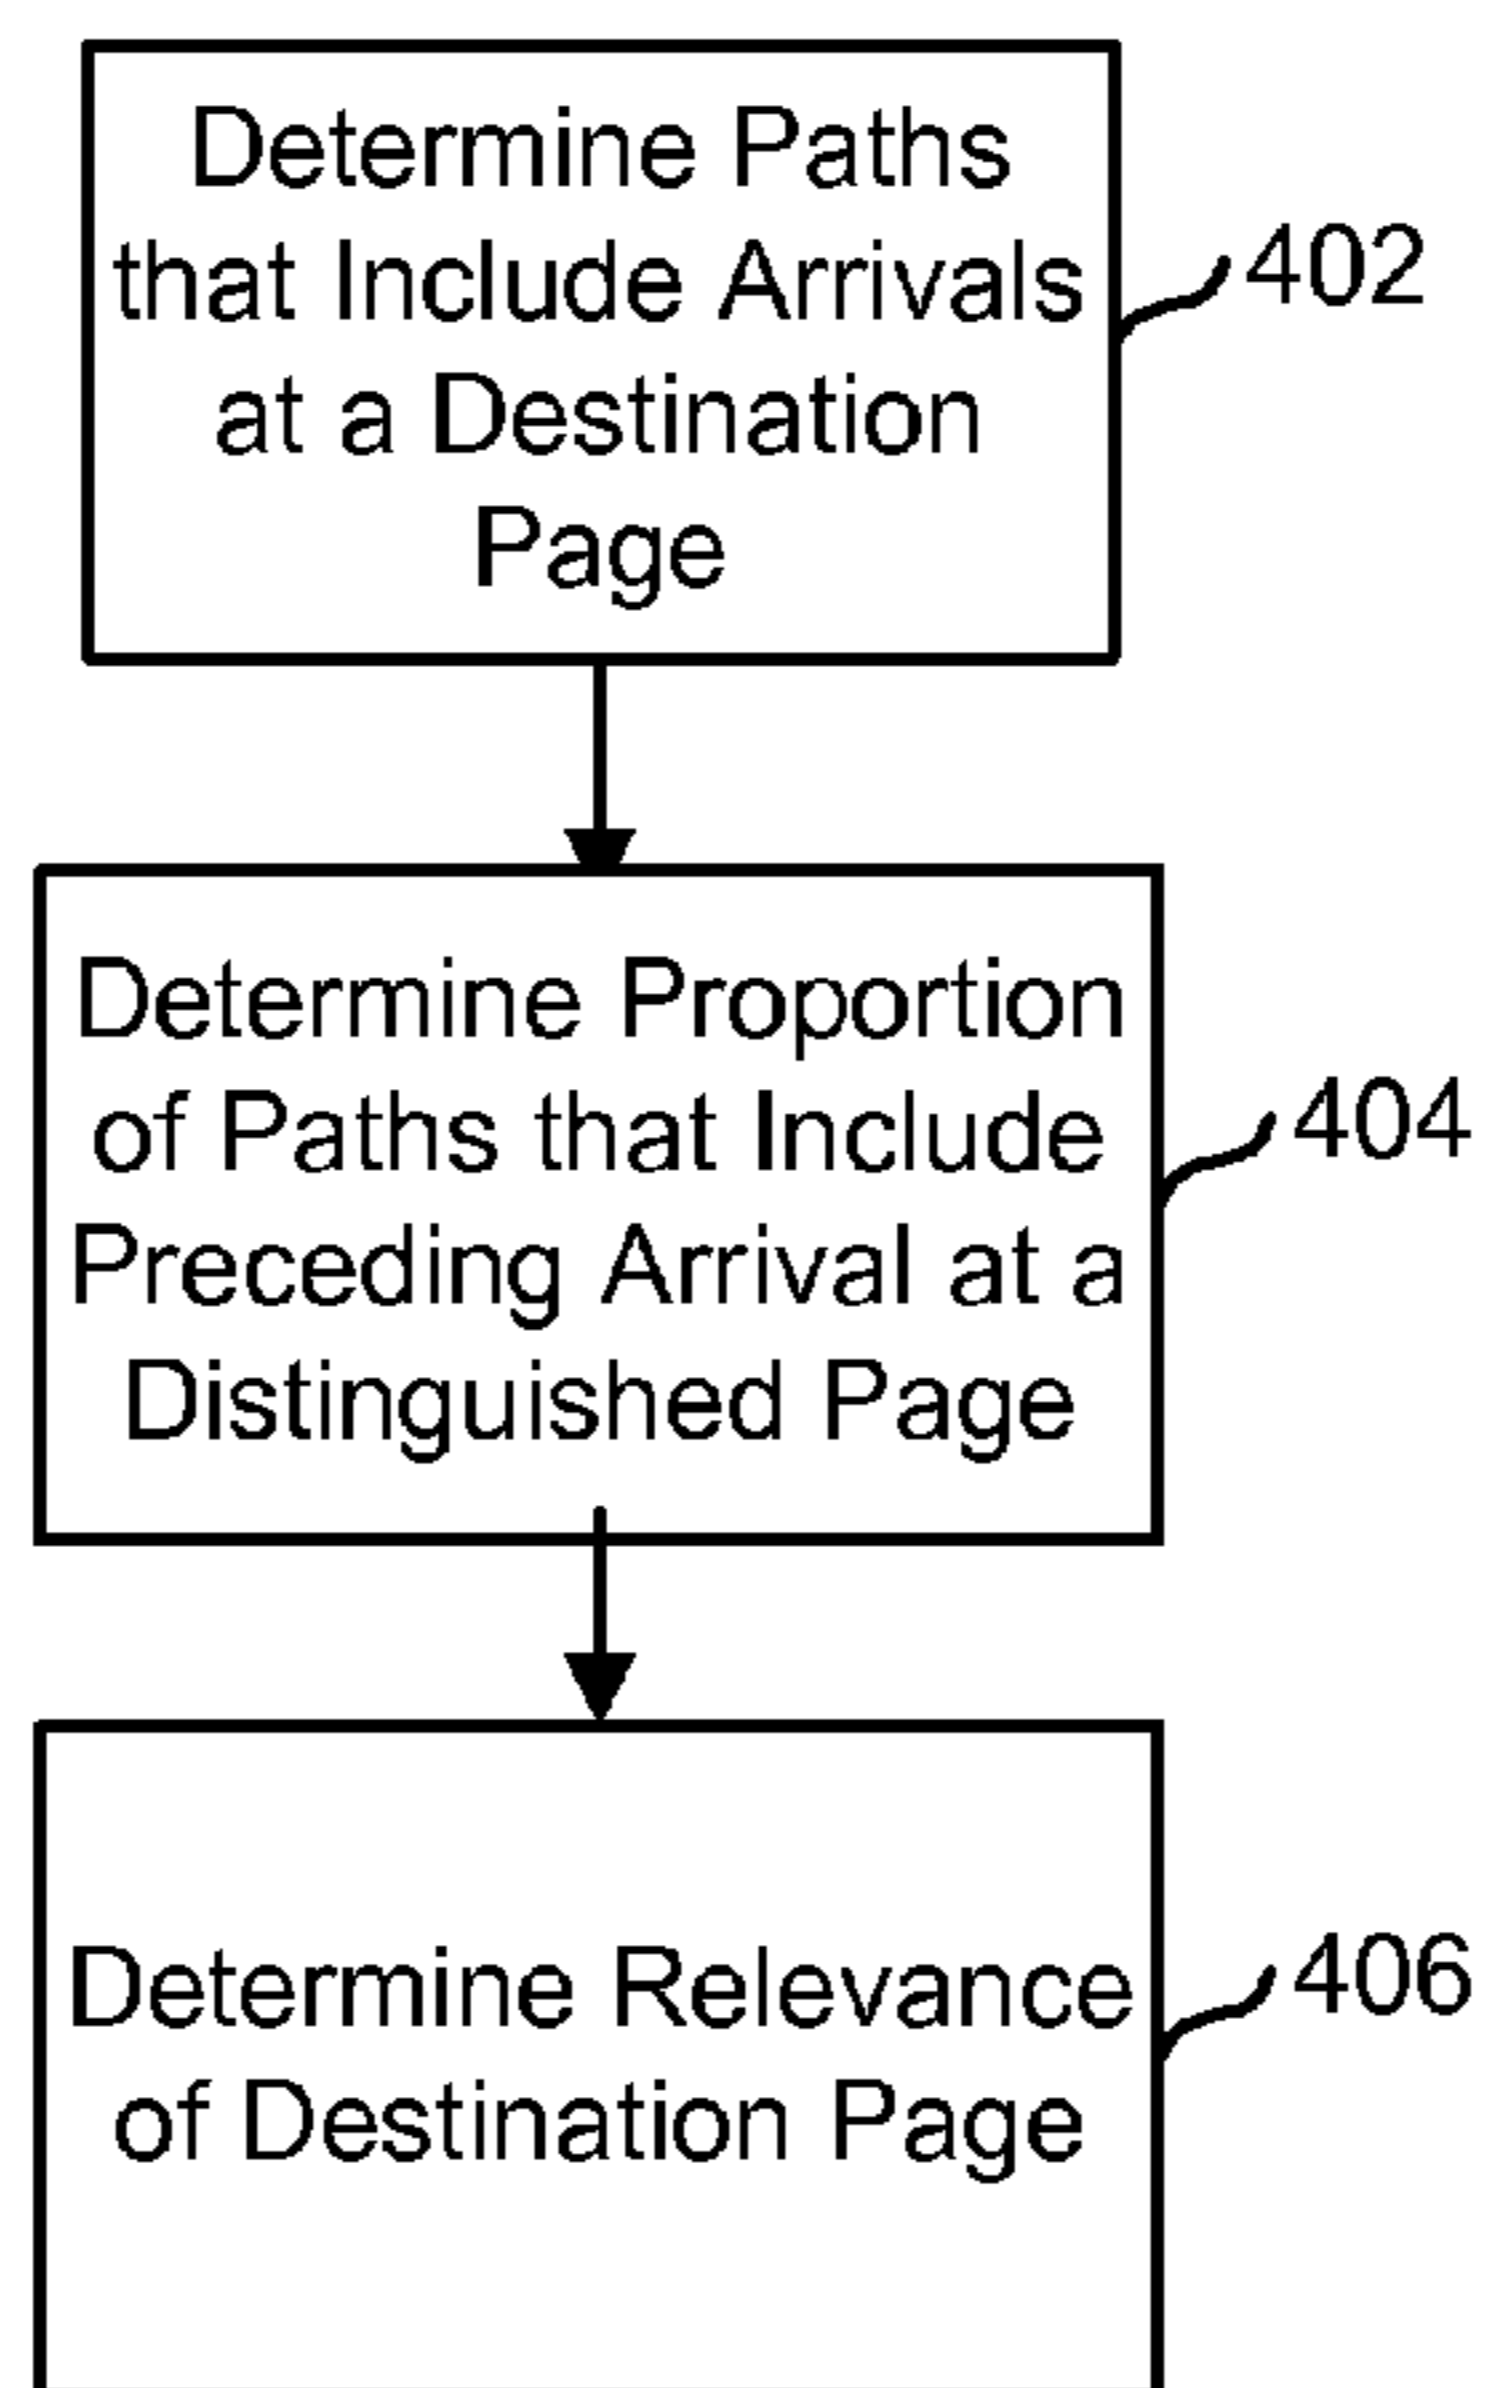 Determine Paths
that Include Arrivals
at a Destination
Page
402
Determine Proportion
of Paths that Include
Preceding Arrival at a
Distinguished Page
404
Determine Relevance
of Destination Page
406